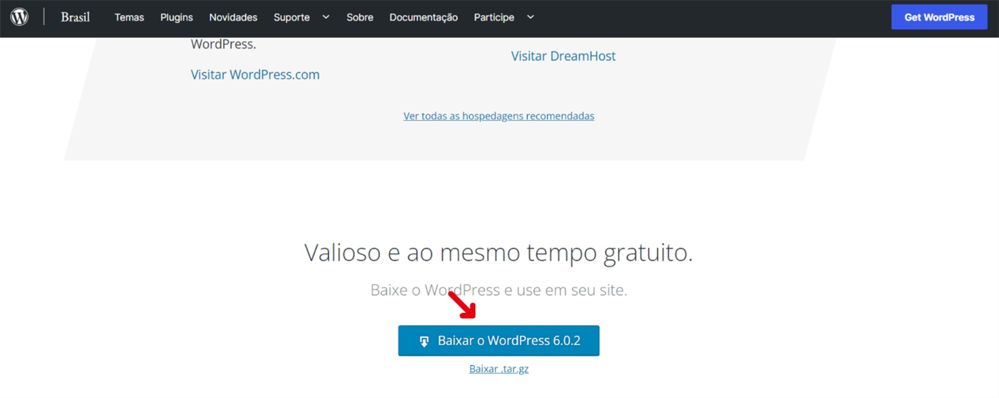 Brasil Temas Plugins Novidades Suporte Sobre Documentação Participe Get WordPress
WordPress.
Visitar DreamHost
Visitar WordPress.com
Ver todas as hospedagens recomendadas
Valioso e ao mesmo tempo gratuito.
Baixe o WordPress e use em seu site.
Baixar o WordPress 6.0.2
Baixar .tar.gz